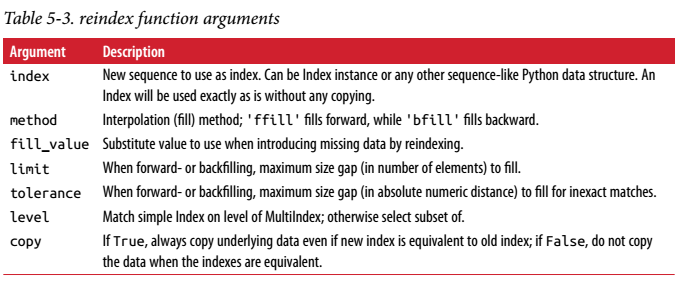 Table 5-3. reindex function arguments
Argument Description
index New sequence to use as index. Can be Index instance or any other sequence-like Python data structure. An
Index will be used exactly as is without any copying.
method Interpolation (fill) method; 'ffill' fills forward, while 'bfill' fills backward.
fill_value Substitute value to use when introducing missing data by reindexing.
limit When forward- or backfilling, maximum size gap (in number of elements) to fill.
tolerance When forward- or backfilling, maximum size gap (in absolute numeric distance) to fill for inexact matches.
level Match simple Index on level of MultiIndex; otherwise select subset of.
copy If True, always copy underlying data even if new index is equivalent to old index; if False, do not copy
the data when the indexes are equivalent.